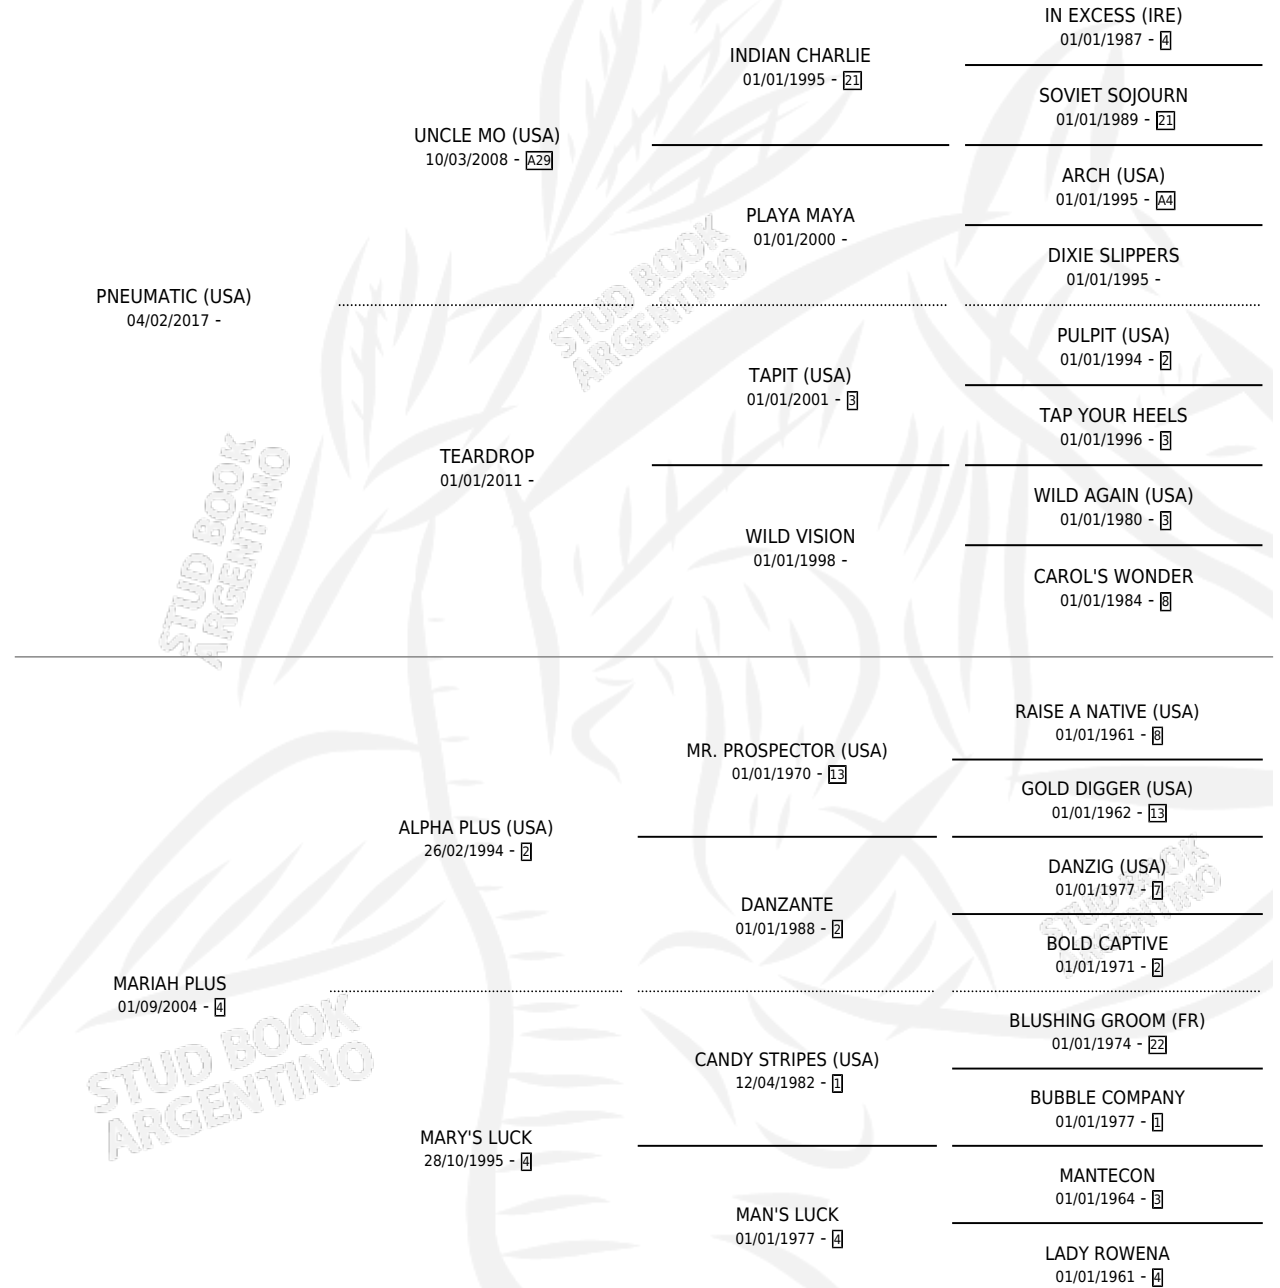 IN EXCESS (IRE)
01/01/1987 - 4
INDIAN CHARLIE
01/01/1995 - 21
SOVIET SOJOURN
01/01/1989 - 21
UNCLE MO (USA)
10/03/2008 - A29
ARCH (USA)
01/01/1995 - A4
PLAYA MAYA
01/01/2000 -
DIXIE SLIPPERS
01/01/1995 -
PNEUMATIC (USA)
04/02/2017 -
PULPIT (USA)
01/01/1994 - 2
TAPIT (USA)
01/01/2001 - 3
TAP YOUR HEELS
01/01/1996 - 3
TEARDROP
01/01/2011 -
WILD AGAIN (USA)
01/01/1980 - 3
WILD VISION
01/01/1998 -
CAROL'S WONDER
01/01/1984 - 8
RAISE A NATIVE (USA)
01/01/1961 - 8
MR. PROSPECTOR (USA)
01/01/1970 - 13
GOLD DIGGER (USA)
01/01/1962 - 13
ALPHA PLUS (USA)
26/02/1994 - 2
DANZIG (USA)
01/01/1977 - 7
DANZANTE
01/01/1988 - 2
BOLD CAPTIVE
01/01/1971 - 2
MARIAH PLUS
01/09/2004 - 4
BLUSHING GROOM (FR)
01/01/1974 - 22
CANDY STRIPES (USA)
12/04/1982 - 1
BUBBLE COMPANY
01/01/1977 - 1
MARY'S LUCK
28/10/1995 - 4
MANTECON
01/01/1964 - 3
MAN'S LUCK
01/01/1977 - 4
LADY ROWENA
01/01/1961 - 4
STUD BOOK
ARGENTINO
STUD BOOK
ARGENTINO
STUD BOOK
ARGENTINO
STUD BOOK
ARGENTINO